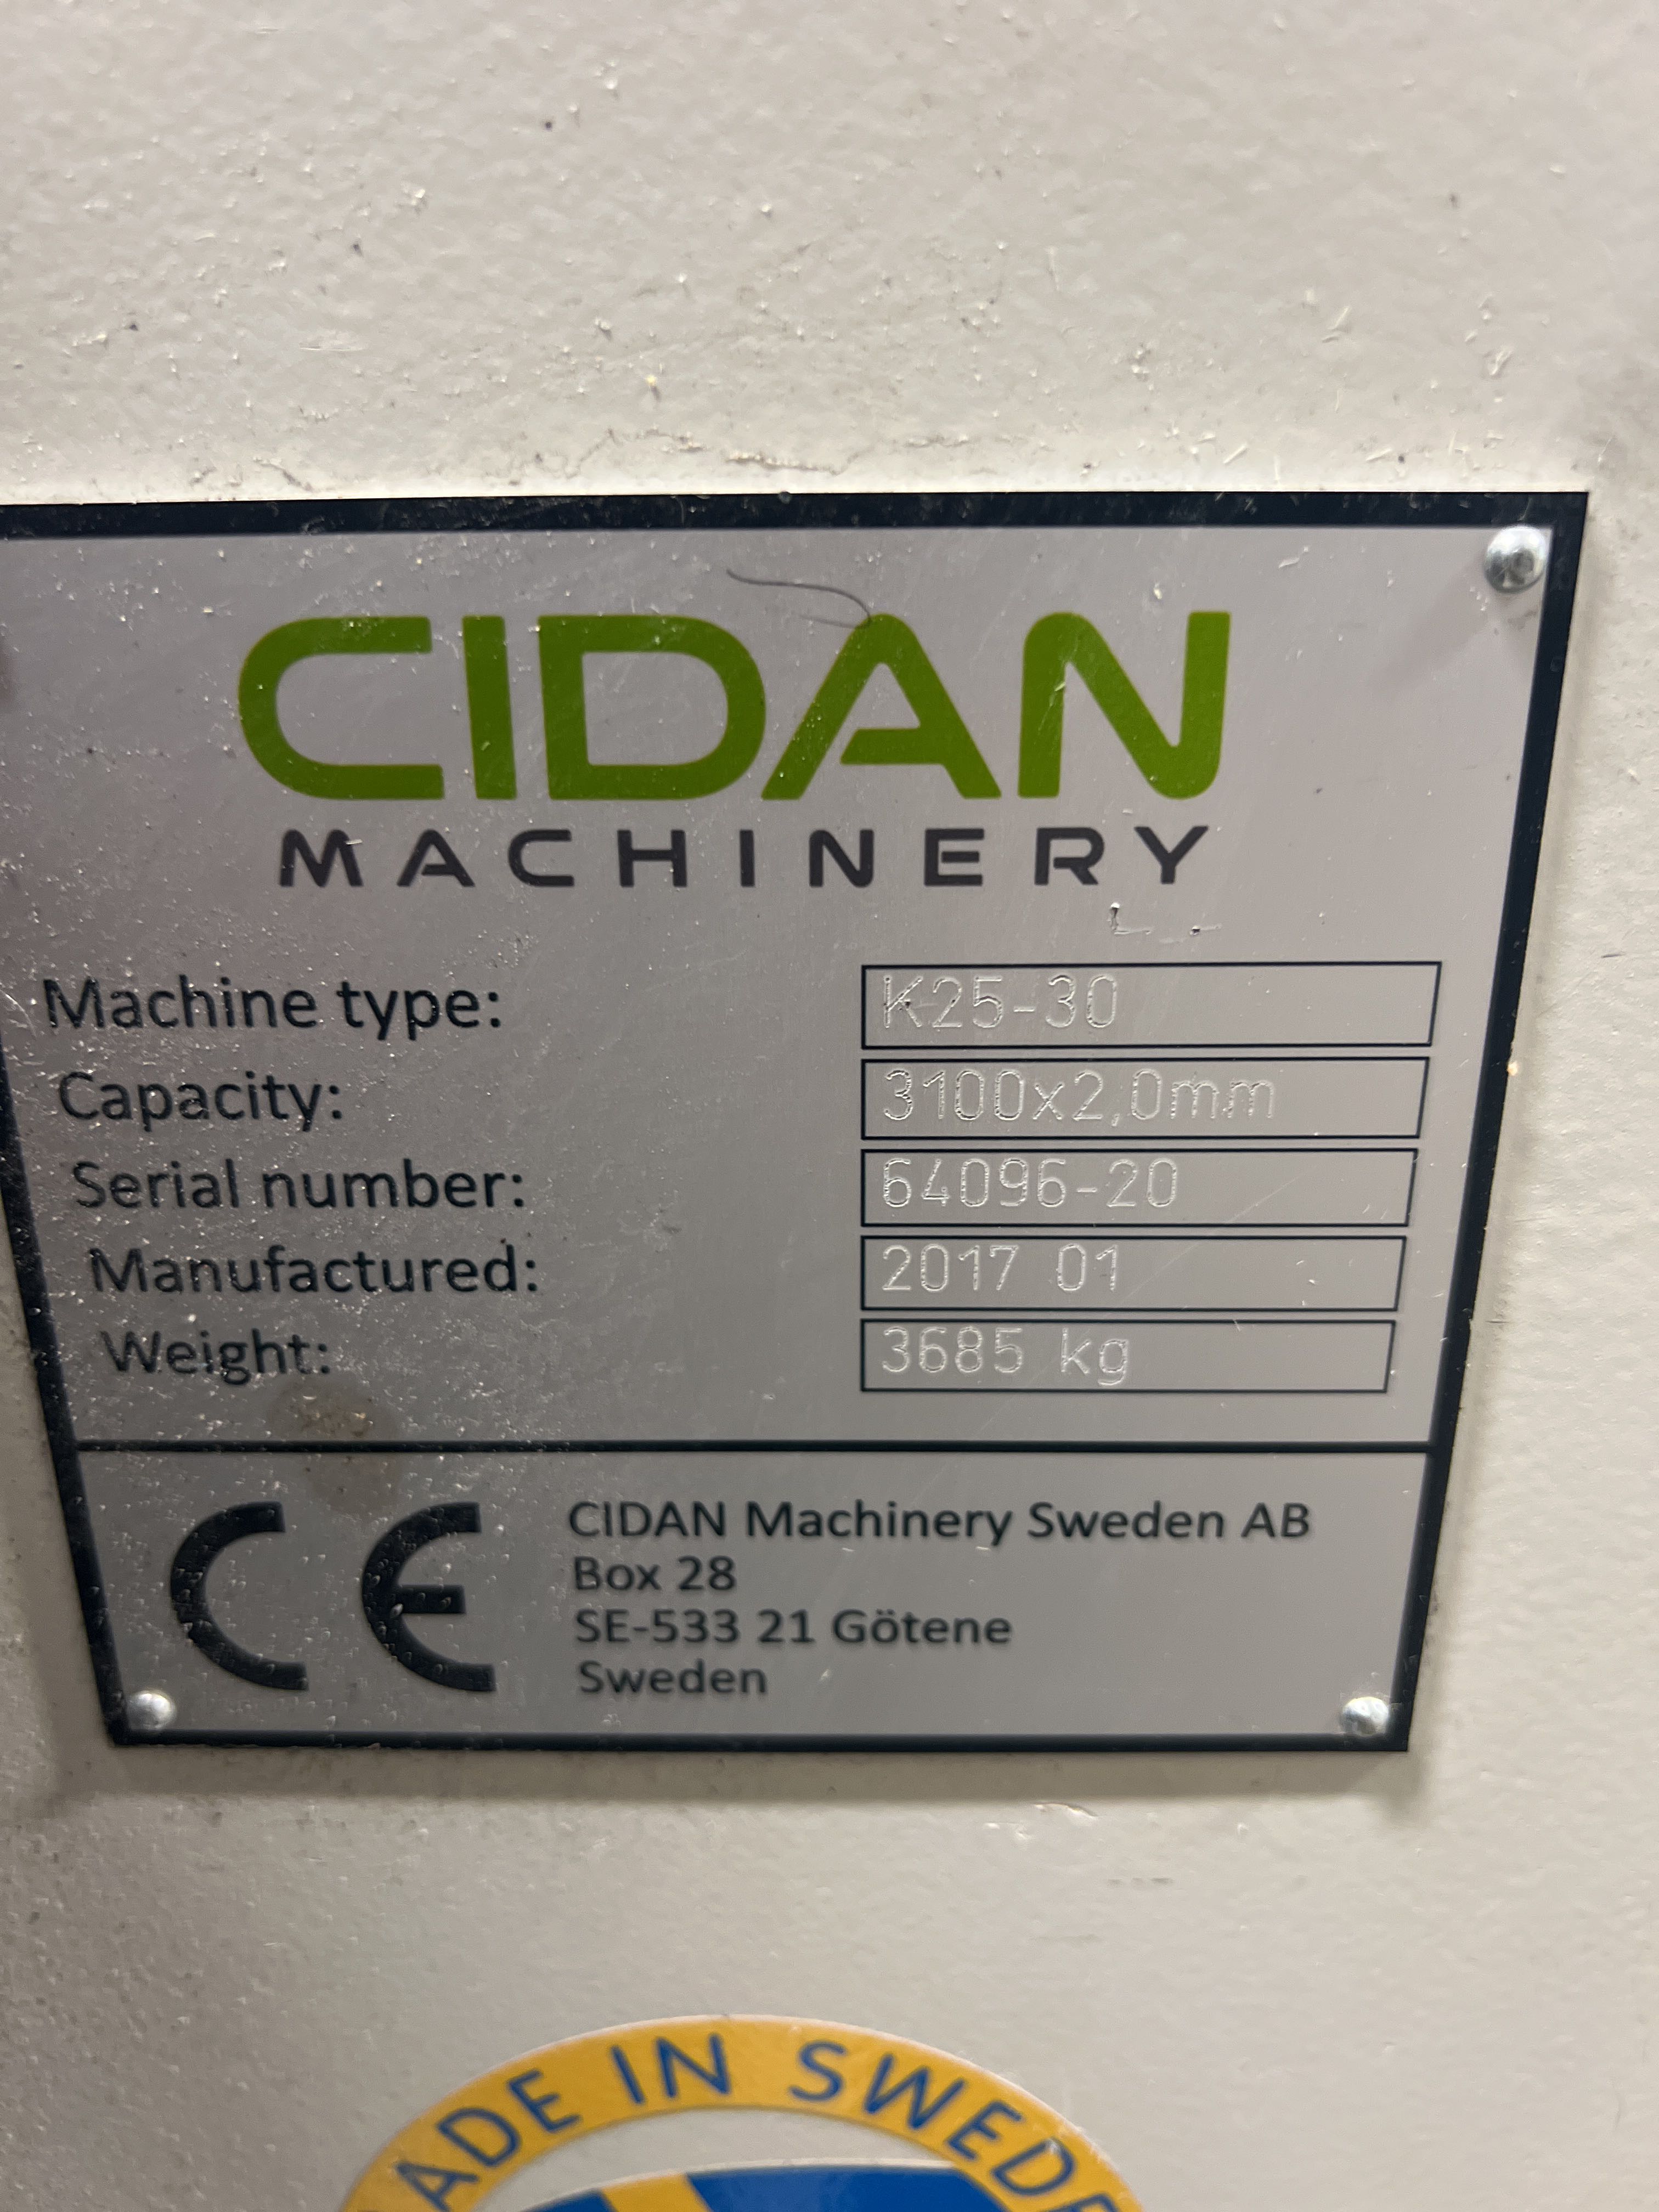 CIDAN
MACHINERY
Machine type: K25-30
Capacity: 3100x2,0mm
Serial number: 64096-20
Manufactured: 2017 01
Weight: 3685 kg
CE
CIDAN Machinery Sweden AB
Box 28
SE-533 21 Götene
Sweden
ADE IN SWEDE